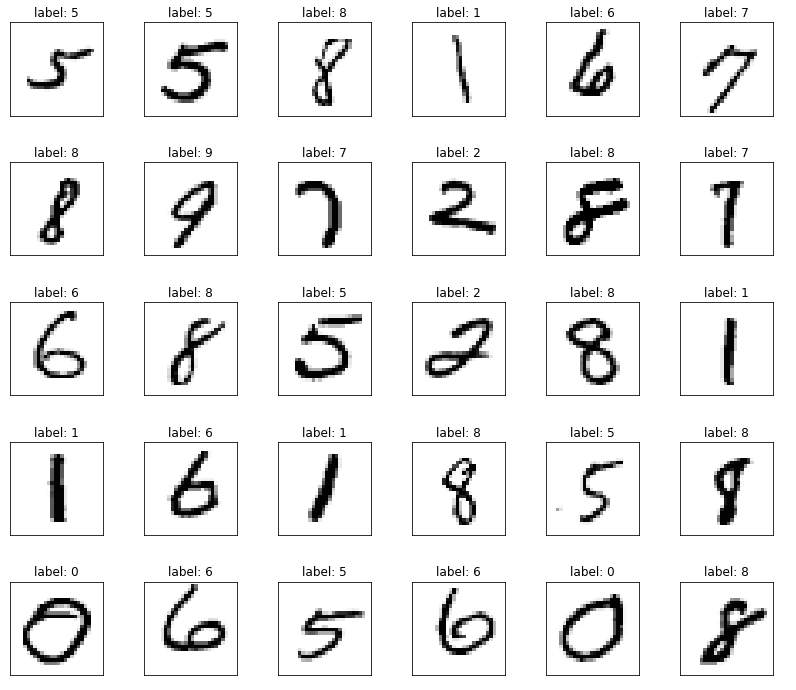 label: 5 label: 5 label: 8 label: 1 label: 6 label: 7
5 5 8 1 6 7
label: 8 label: 9 label: 7 label: 2 label: 8 label: 7
8 9 7 2 8 7
label: 6 label: 8 label: 5 label: 2 label: 8 label: 1
6 8 5 2 8 1
label: 1 label: 6 label: 1 label: 8 label: 5 label: 8
1 6 1 8 5 8
label: 0 label: 6 label: 5 label: 6 label: 0 label: 8
0 6 5 6 0 8